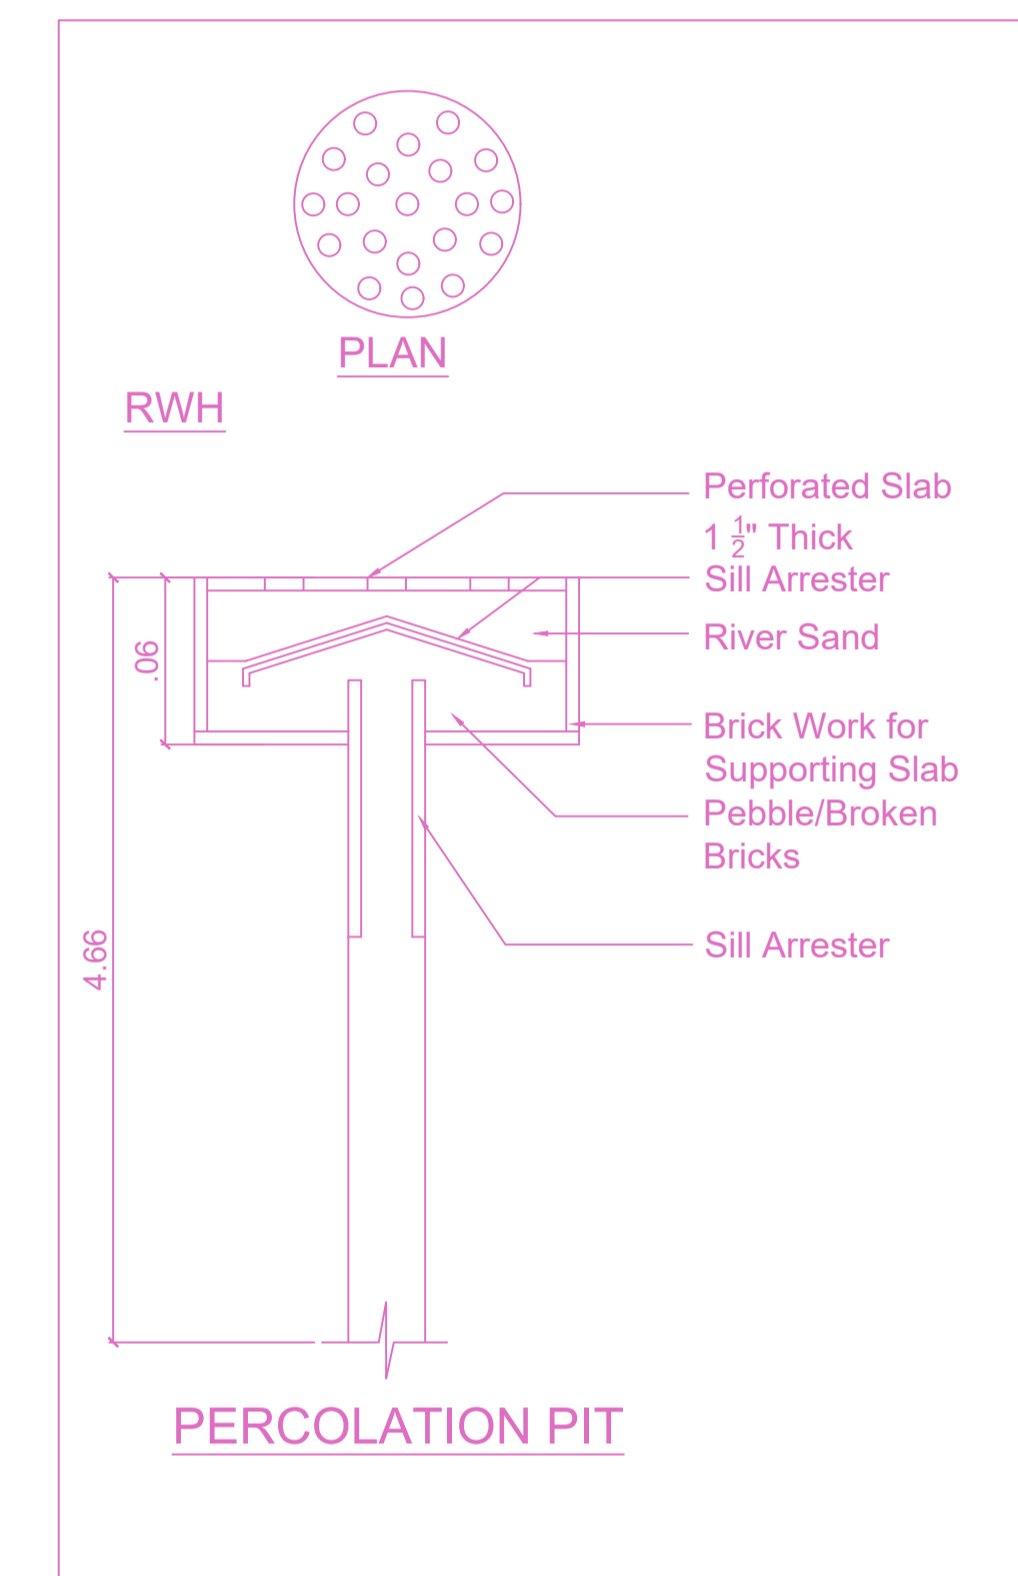 PLAN
RWH
Perforated Slab
1 1/2" Thick
Sill Arrester
River Sand
.06
Brick Work for
Supporting Slab
Pebble/Broken
Bricks
Sill Arrester
4.66
PERCOLATION PIT